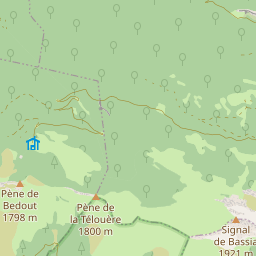 Pène de
Bedout
1798 m
Pène de
la Télouère
1800 m
Signal
de Bassia
1921 m